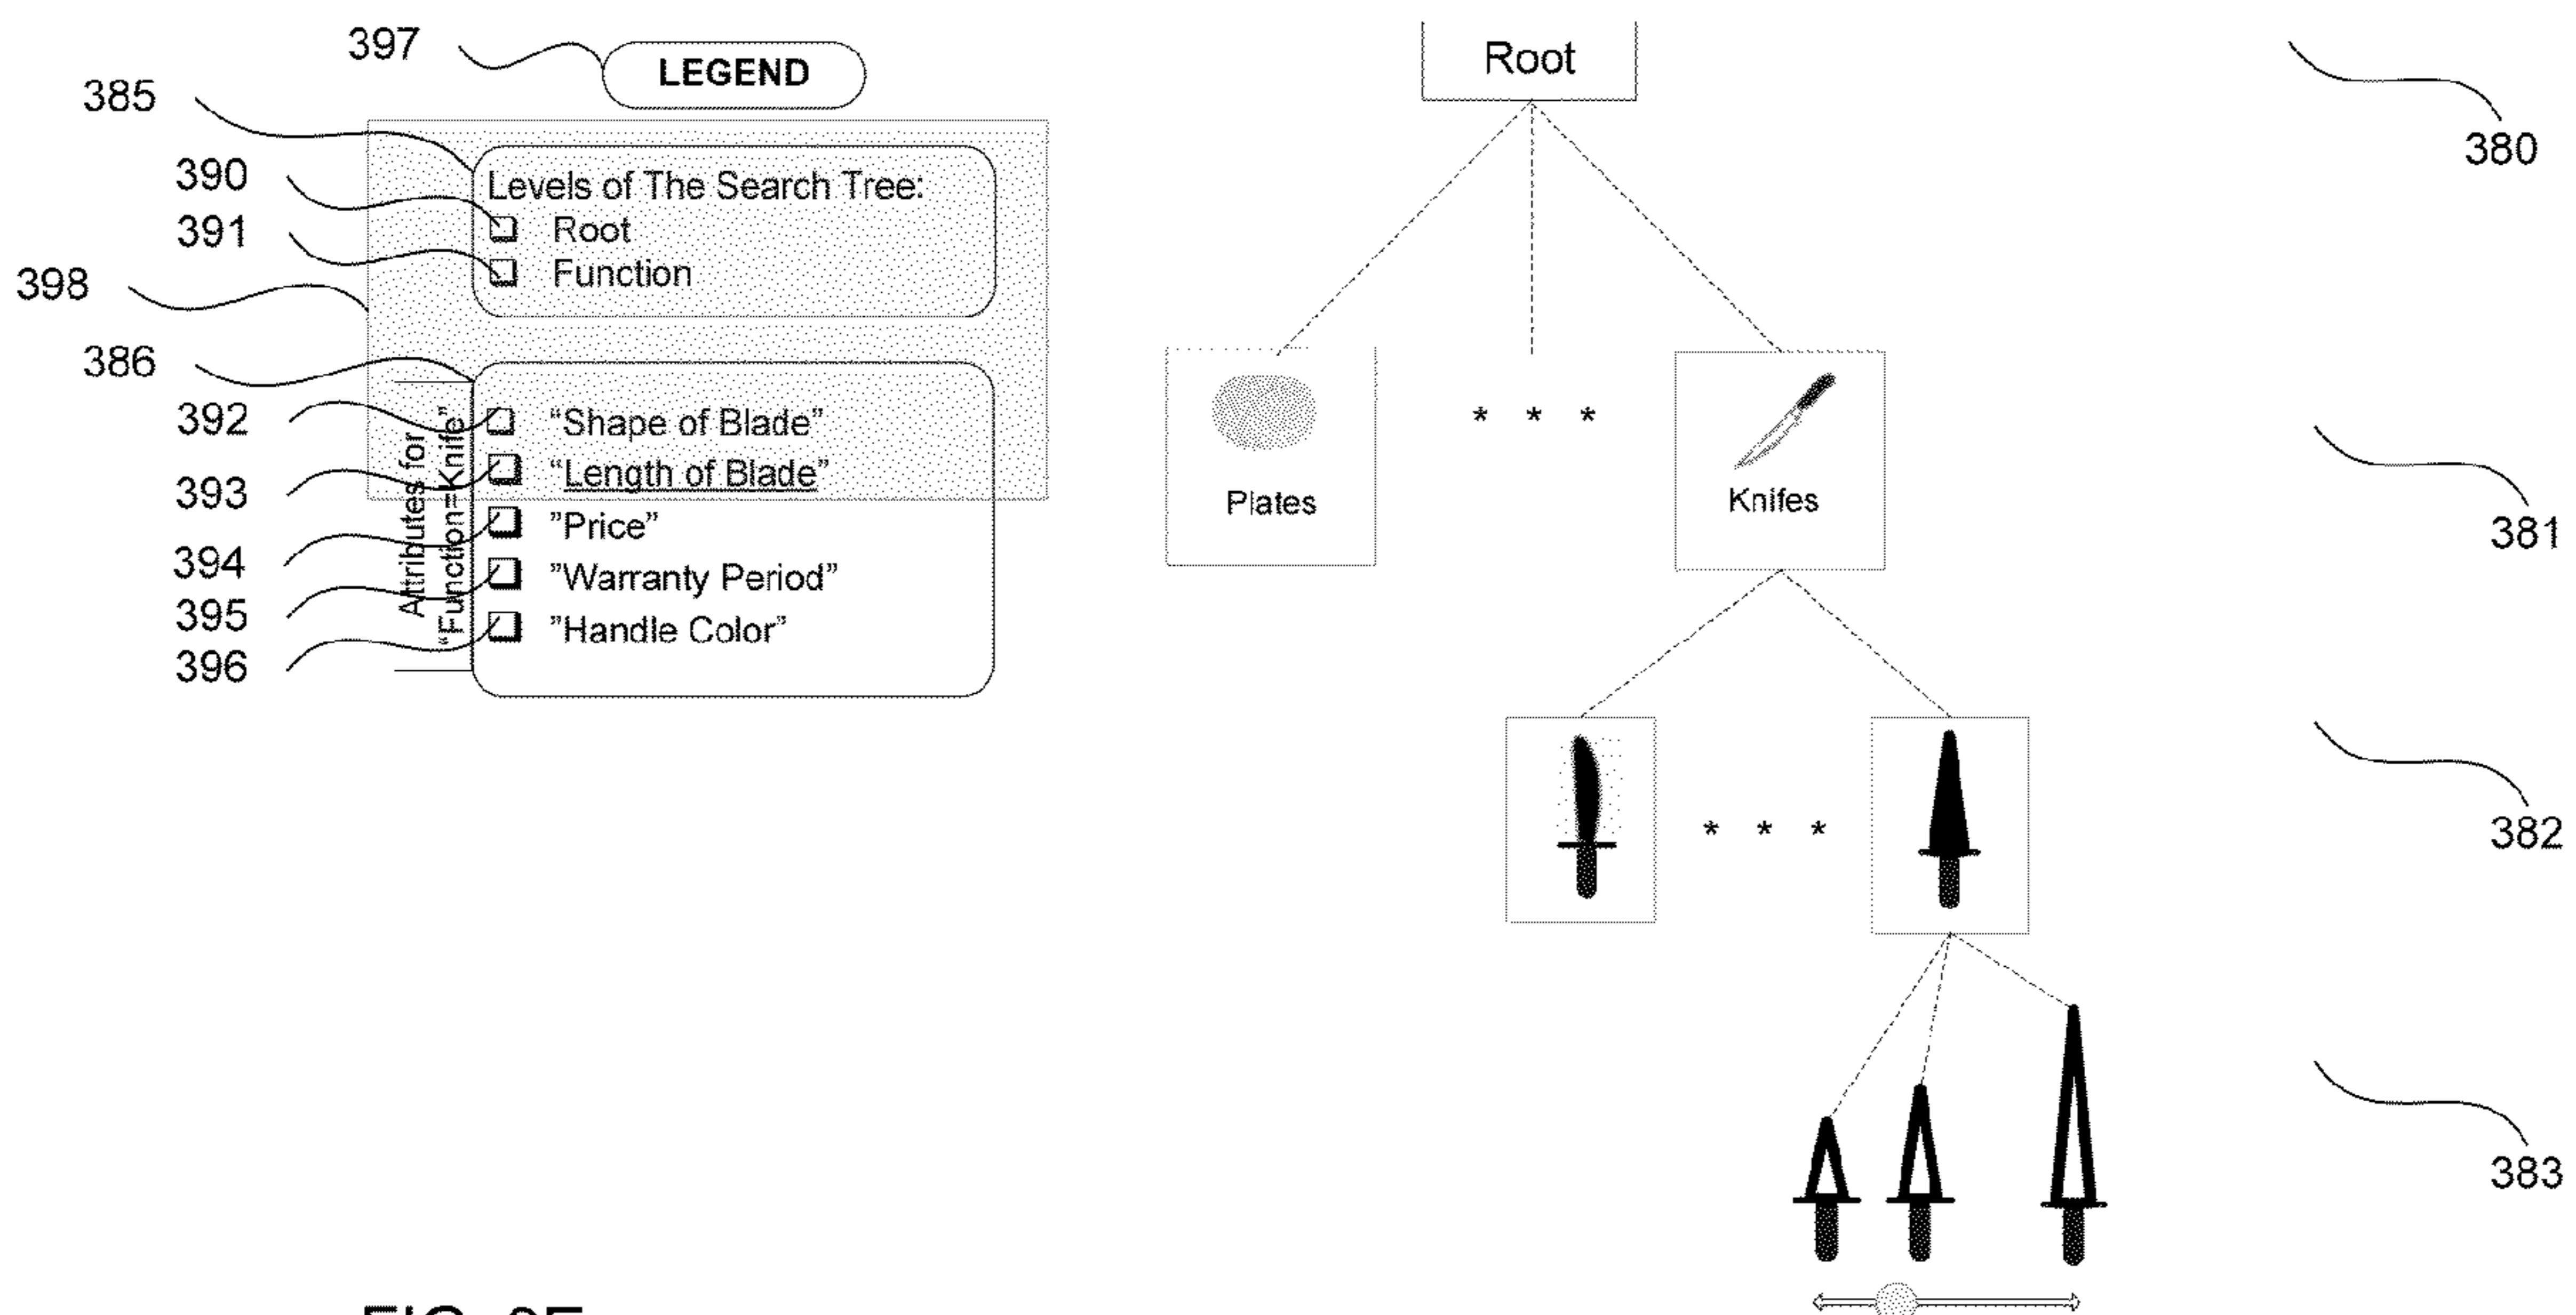 397
LEGEND
385
390
Levels of The Search Tree:
Root
391
Function
398
386
Attributes for
“Function=Knife”
392
“Shape of Blade”
393
“Length of Blade”
394
”Price”
395
”Warranty Period”
396
”Handle Color”
Root
380
Plates
* * *
Knifes
381
* * *
382
383